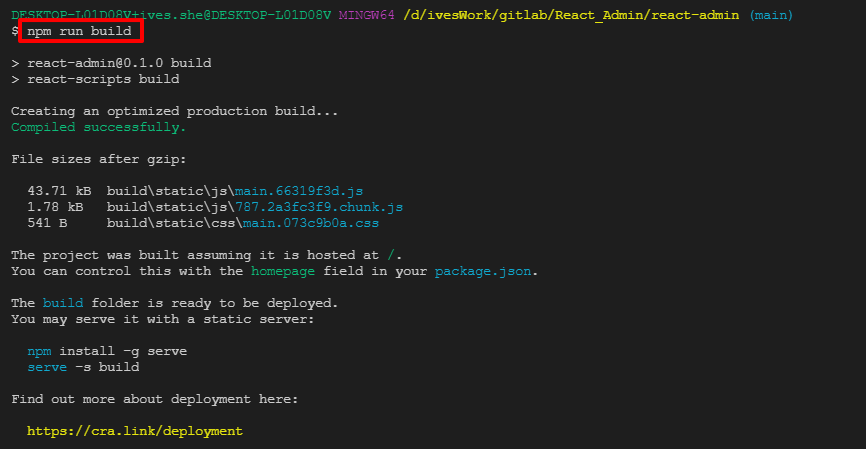 DESKTOP-L01D08V+ives.she@DESKTOP-L01D08V MINGW64 /d/ivesWork/gitlab/React_Admin/react-admin (main)
$ npm run build
> react-admin@0.1.0 build
> react-scripts build
Creating an optimized production build...
Compiled successfully.
File sizes after gzip:
43.71 kB  build\static\js\main.66319f3d.js
1.78 kB   build\static\js\787.2a3fc3f9.chunk.js
541 B     build\static\css\main.073c9b0a.css
The project was built assuming it is hosted at /.
You can control this with the homepage field in your package.json.
The build folder is ready to be deployed.
You may serve it with a static server:
npm install -g serve
serve -s build
Find out more about deployment here:
https://cra.link/deployment